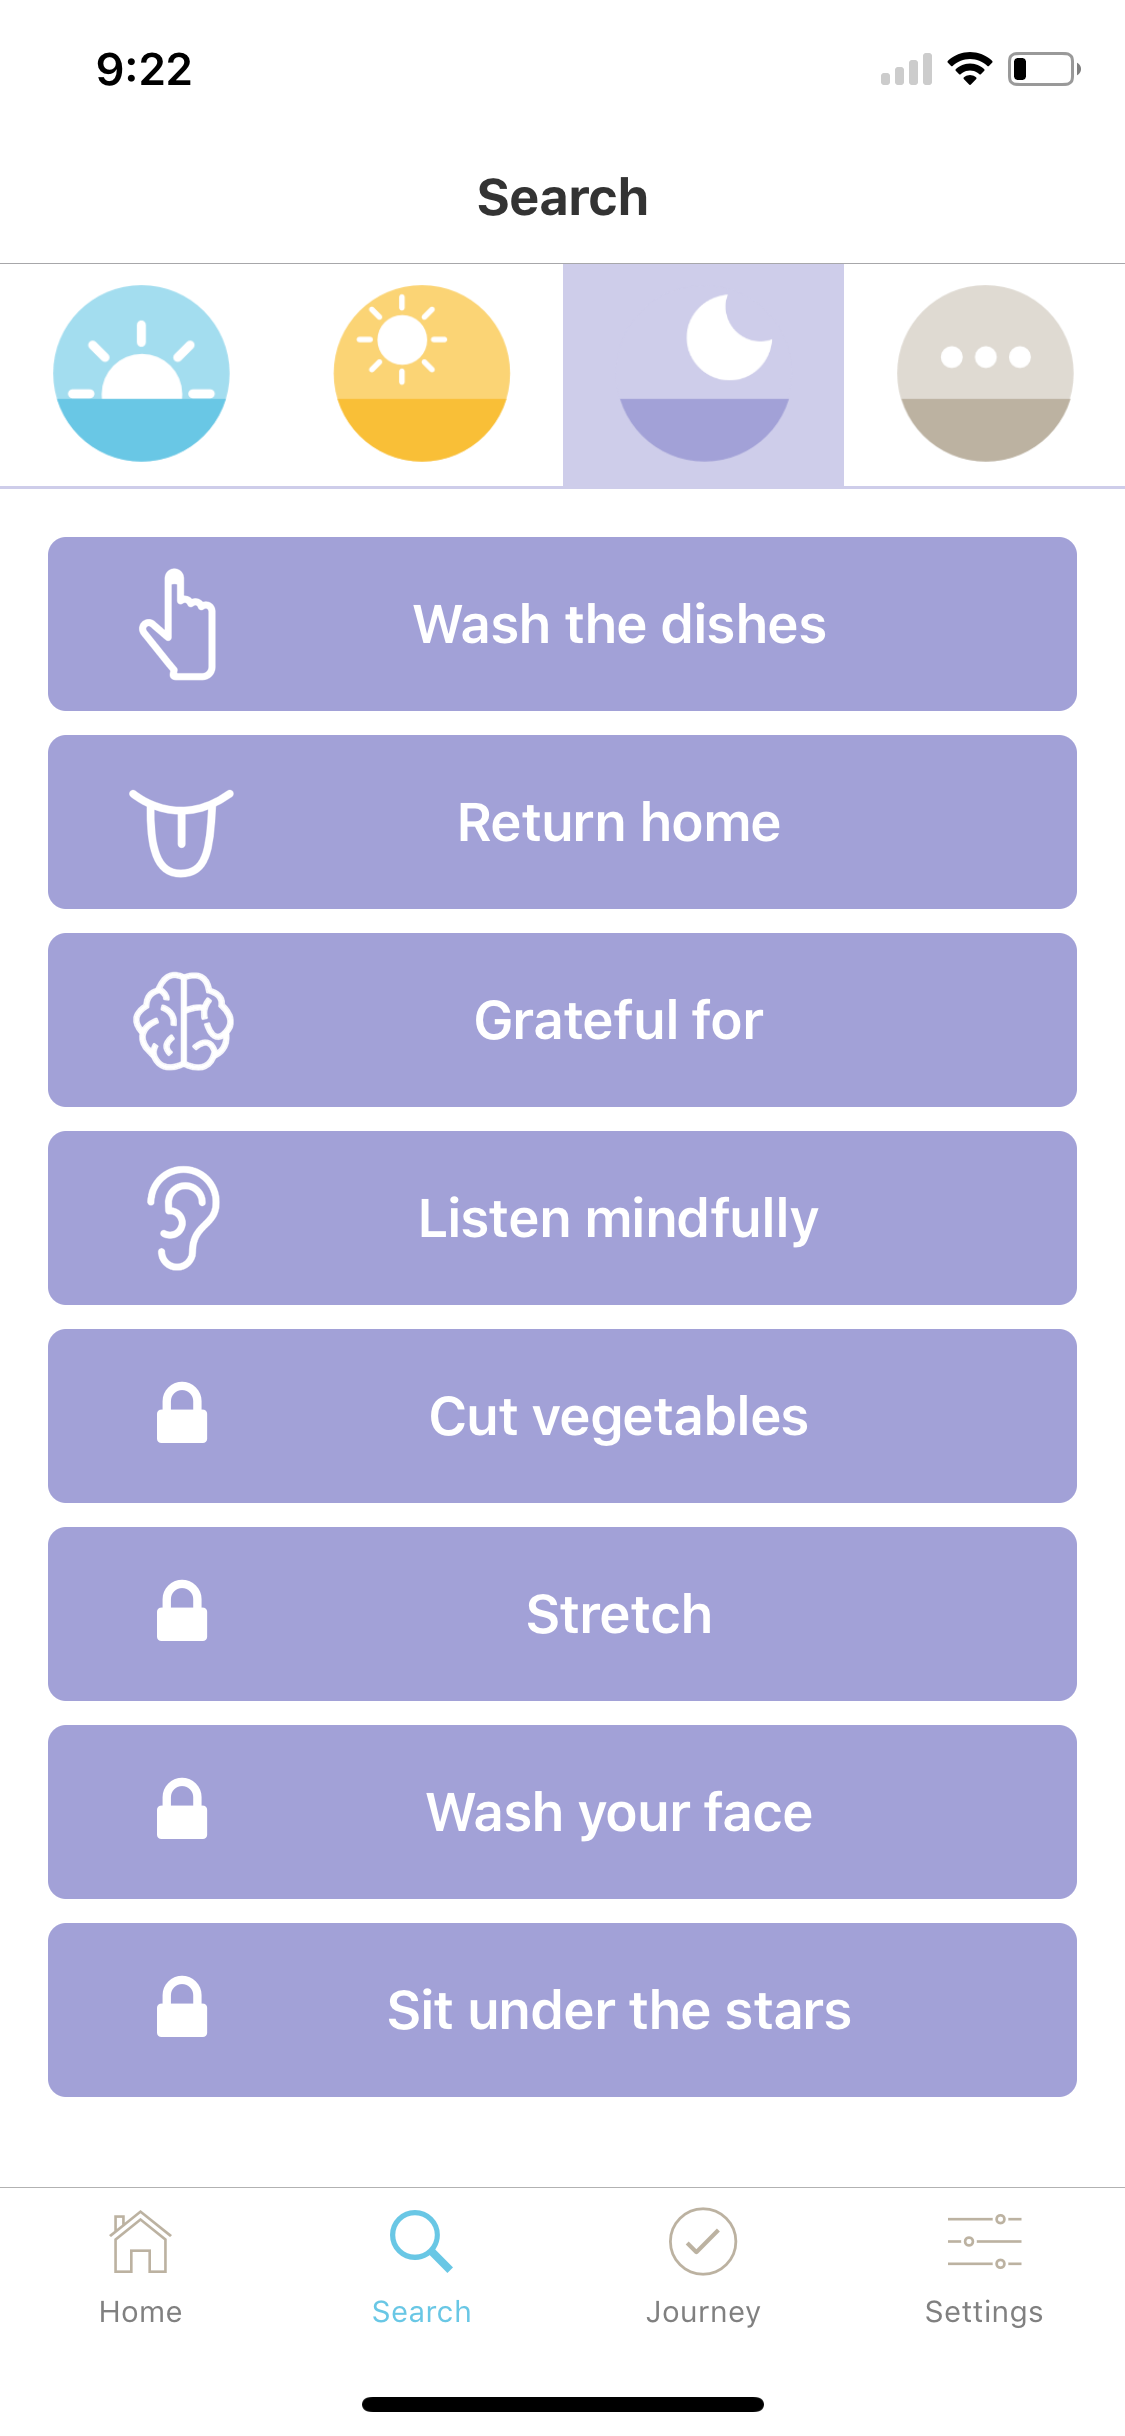 9:22
Search
Wash the dishes
Return home
Grateful for
Listen mindfully
Cut vegetables
Stretch
Wash your face
Sit under the stars
Home
Search
Journey
Settings